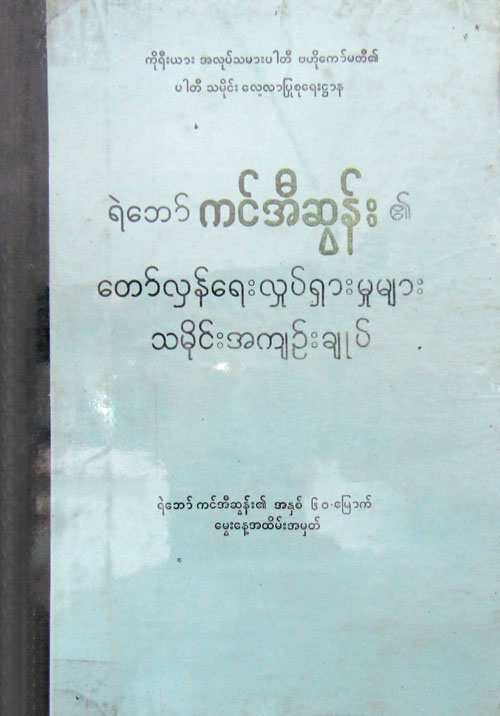 ကိုရီးယား အလုပ်သမားပါတီ ဗဟိုကော်မတီ၏
ပါတီ သမိုင်း လေ့လာပြုစုရေးဌာန
ရဲဘော် ကင်အီဆွန်း ၏
တော်လှန်ရေးလှုပ်ရှားမှုများ
သမိုင်းအကျဉ်းချုပ်
ရဲဘော် ကင်အီဆွန်း၏ အနှစ် ၆၀-မြောက်
မွေးနေ့အထိမ်းအမှတ်